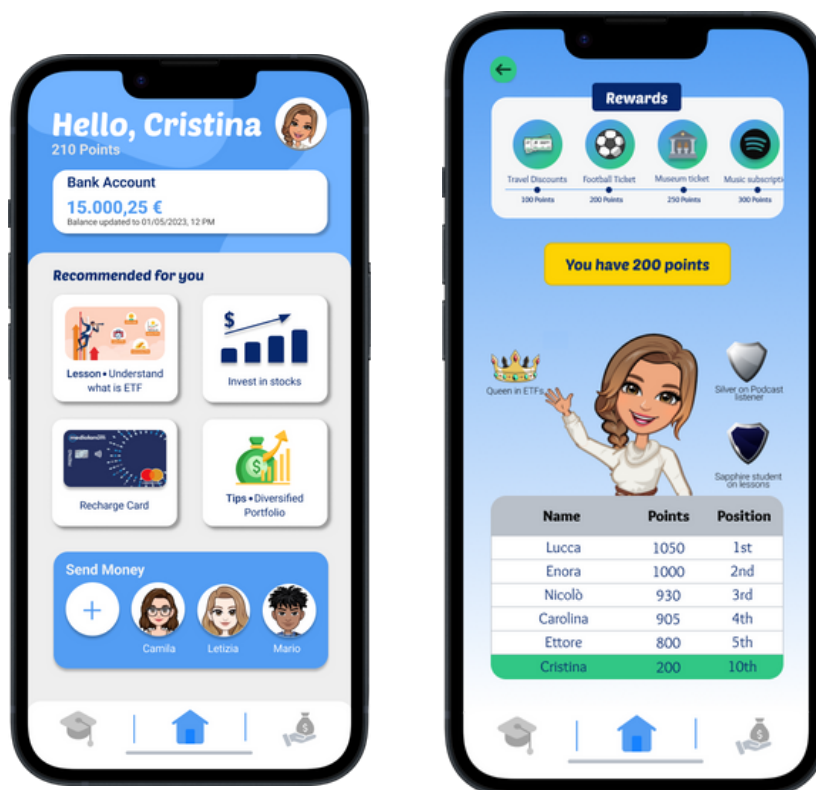 Hello, Cristina
210 Points
Bank Account
15.000,25 €
Balance updated to 01/05/2023, 12 PM
Recommended for you
Lesson • Understand
what is ETF
$
Invest in stocks
Recharge Card
$
Tips • Diversified
Portfolio
Send Money
+
Camila Letizia Mario
$
Rewards
Travel Discounts Football Ticket Museum ticket Music subscripti
100 Points 200 Points 250 Points 300 Points
You have 200 points
Queen in ETFs
Silver on Podcast
listener
Sapphire student
on lessons
Name Points Position
Lucca 1050 1st
Enora 1000 2nd
Nicolò 930 3rd
Carolina 905 4th
Ettore 800 5th
Cristina 200 10th
$